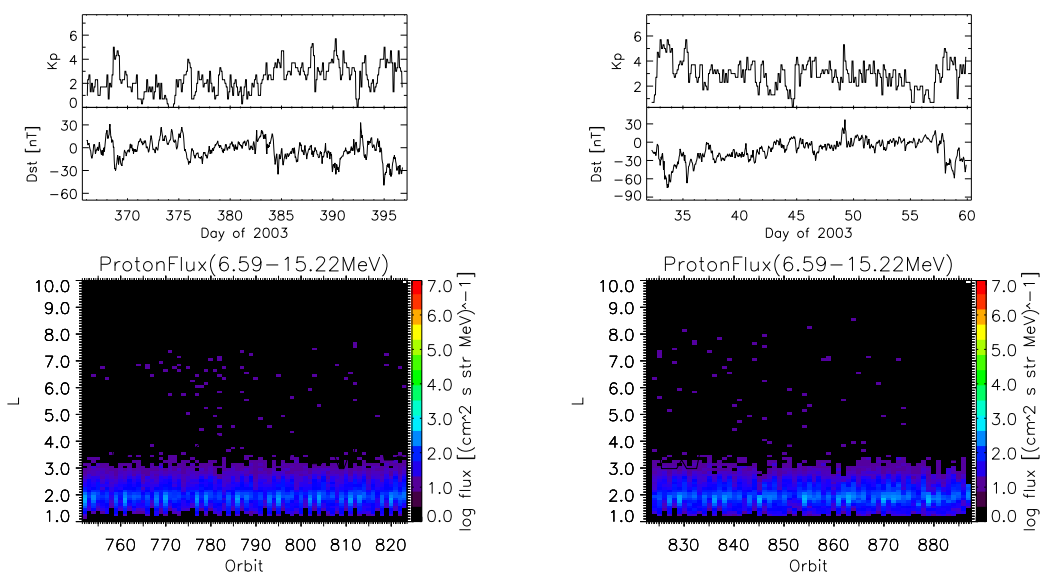 6
4
2
0
Kp
30
0
−30
−60
Dst [nT]
370 375 380 385 390 395
Day of 2003
ProtonFlux(6.59−15.22MeV)
10.0
9.0
8.0
7.0
6.0
5.0
4.0
3.0
2.0
1.0
L
760 770 780 790 800 810 820
Orbit
7.0
6.0
5.0
4.0
3.0
2.0
1.0
0.0
log flux [(cm^2 s str MeV)^−1]
6
4
2
Kp
30
0
−30
−60
−90
Dst [nT]
35 40 45 50 55 60
Day of 2003
ProtonFlux(6.59−15.22MeV)
10.0
9.0
8.0
7.0
6.0
5.0
4.0
3.0
2.0
1.0
L
830 840 850 860 870 880
Orbit
7.0
6.0
5.0
4.0
3.0
2.0
1.0
0.0
log flux [(cm^2 s str MeV)^−1]